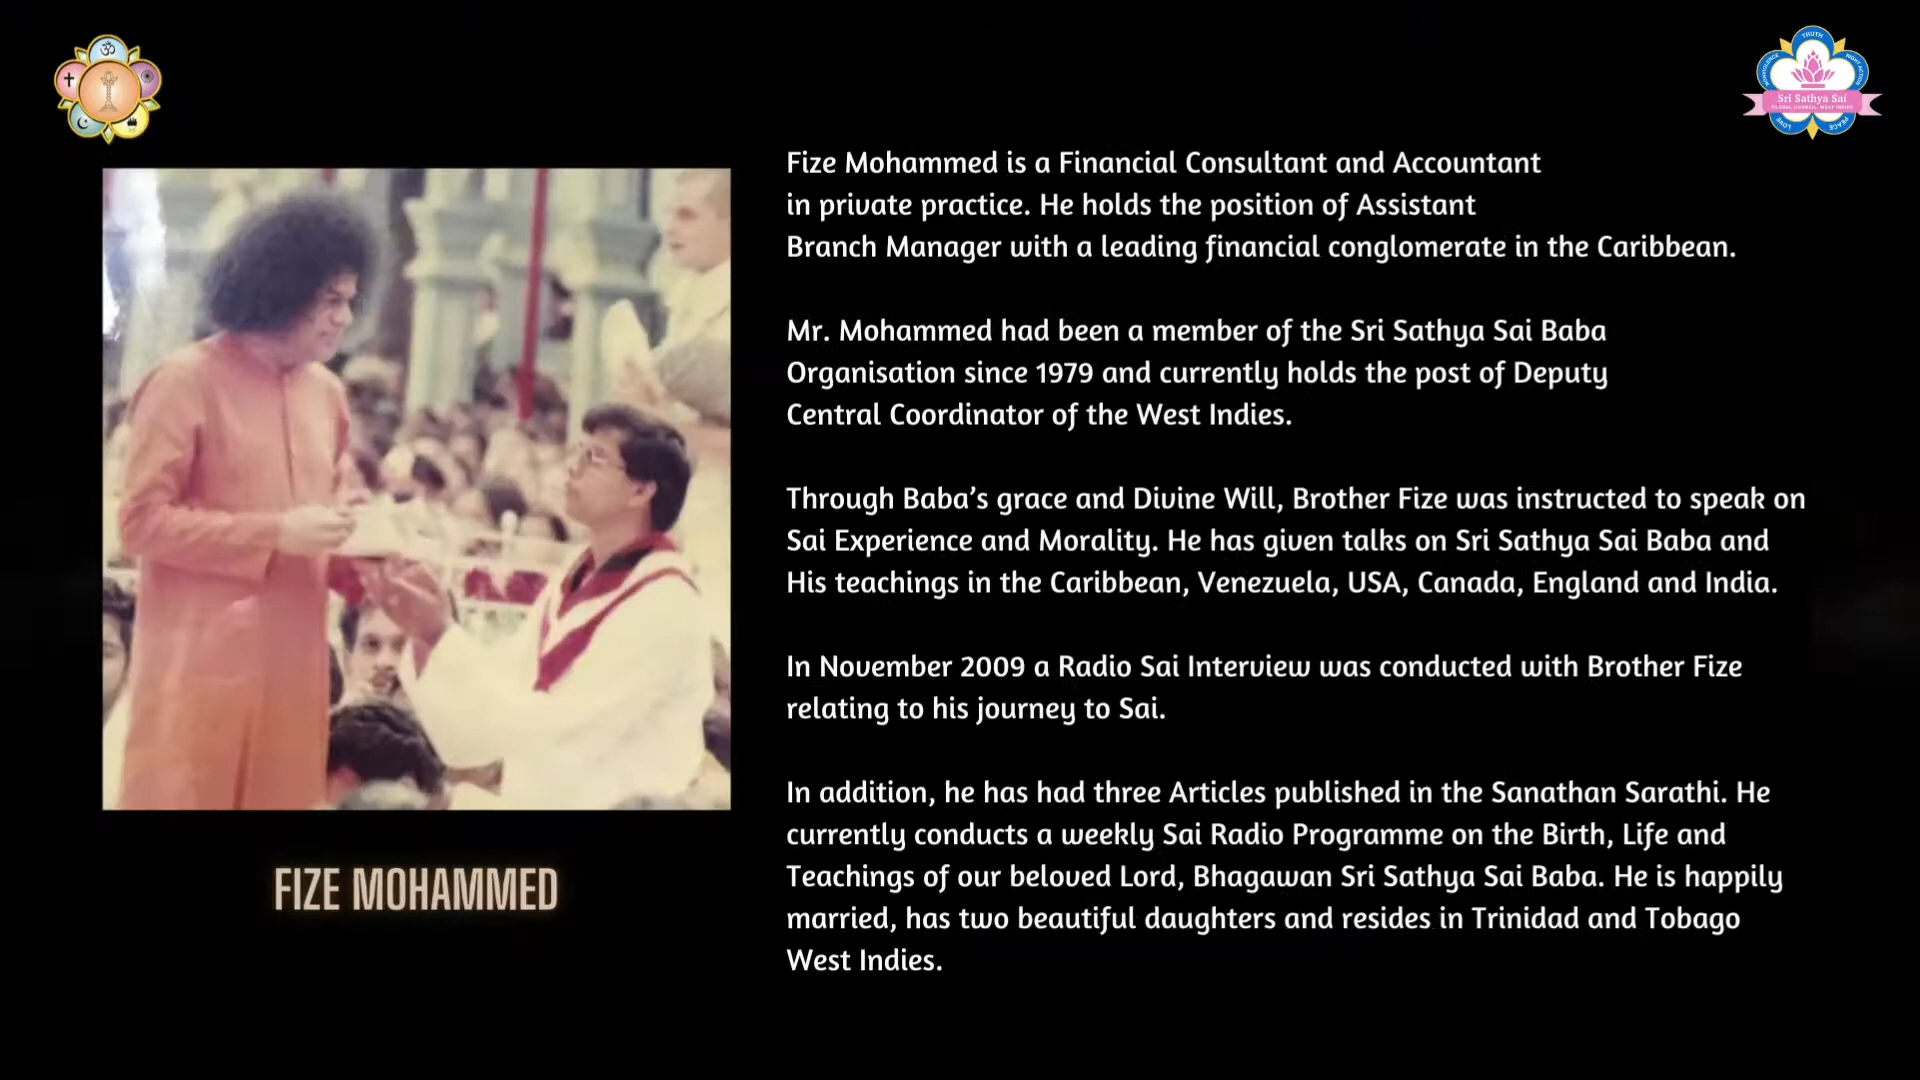 ॐ
TRUTH
NONVIOLENCE
RIGHT ACTION
Sri Sathya Sai
GLOBAL COUNCIL WEST INDIES
LOVE
PEACE
Fize Mohammed is a Financial Consultant and Accountant
in private practice. He holds the position of Assistant
Branch Manager with a leading financial conglomerate in the Caribbean.
Mr. Mohammed had been a member of the Sri Sathya Sai Baba
Organisation since 1979 and currently holds the post of Deputy
Central Coordinator of the West Indies.
Through Baba’s grace and Divine Will, Brother Fize was instructed to speak on
Sai Experience and Morality. He has given talks on Sri Sathya Sai Baba and
His teachings in the Caribbean, Venezuela, USA, Canada, England and India.
In November 2009 a Radio Sai Interview was conducted with Brother Fize
relating to his journey to Sai.
In addition, he has had three Articles published in the Sanathan Sarathi. He
currently conducts a weekly Sai Radio Programme on the Birth, Life and
Teachings of our beloved Lord, Bhagawan Sri Sathya Sai Baba. He is happily
married, has two beautiful daughters and resides in Trinidad and Tobago
West Indies.
FIZE MOHAMMED